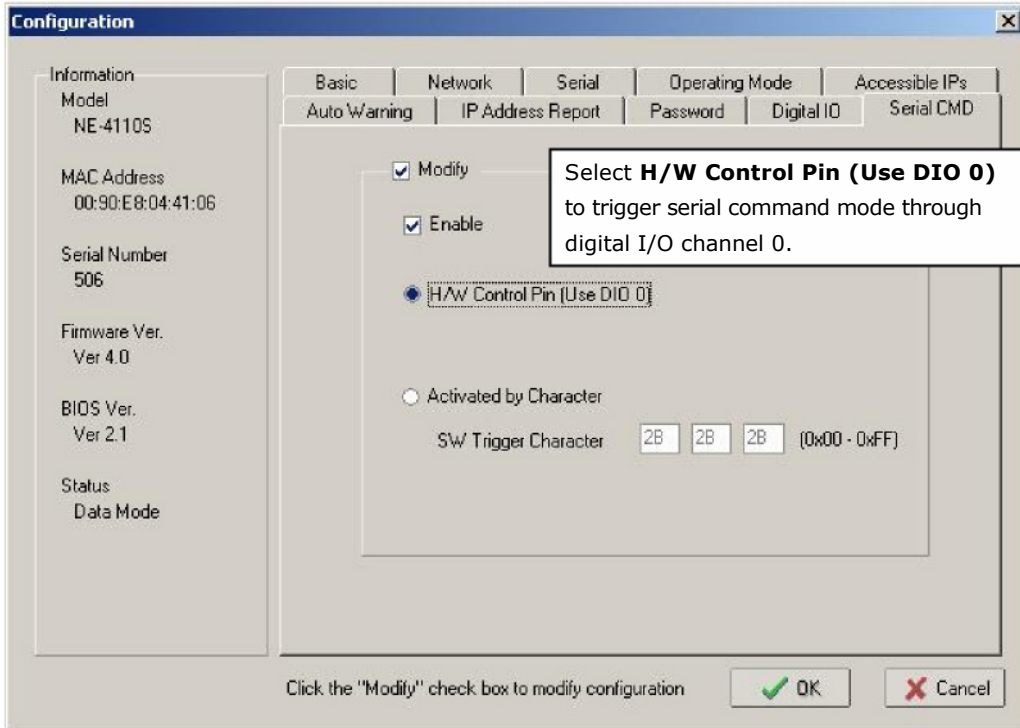 Configuration
Information
Model
NE-4110S
MAC Address
00:90:E8:04:41:06
Serial Number
506
Firmware Ver.
Ver 4.0
BIOS Ver.
Ver 2.1
Status
Data Mode
Basic Network Serial Operating Mode Accessible IPs
Auto Warning IP Address Report Password Digital IO Serial CMD
Modify
Select H/W Control Pin (Use DIO 0)
to trigger serial command mode through
digital I/O channel 0.
Enable
H/W Control Pin (Use DIO 0)
Activated by Character
SW Trigger Character 2B 2B 2B (0x00 - 0xFF)
Click the "Modify" check box to modify configuration
OK
Cancel